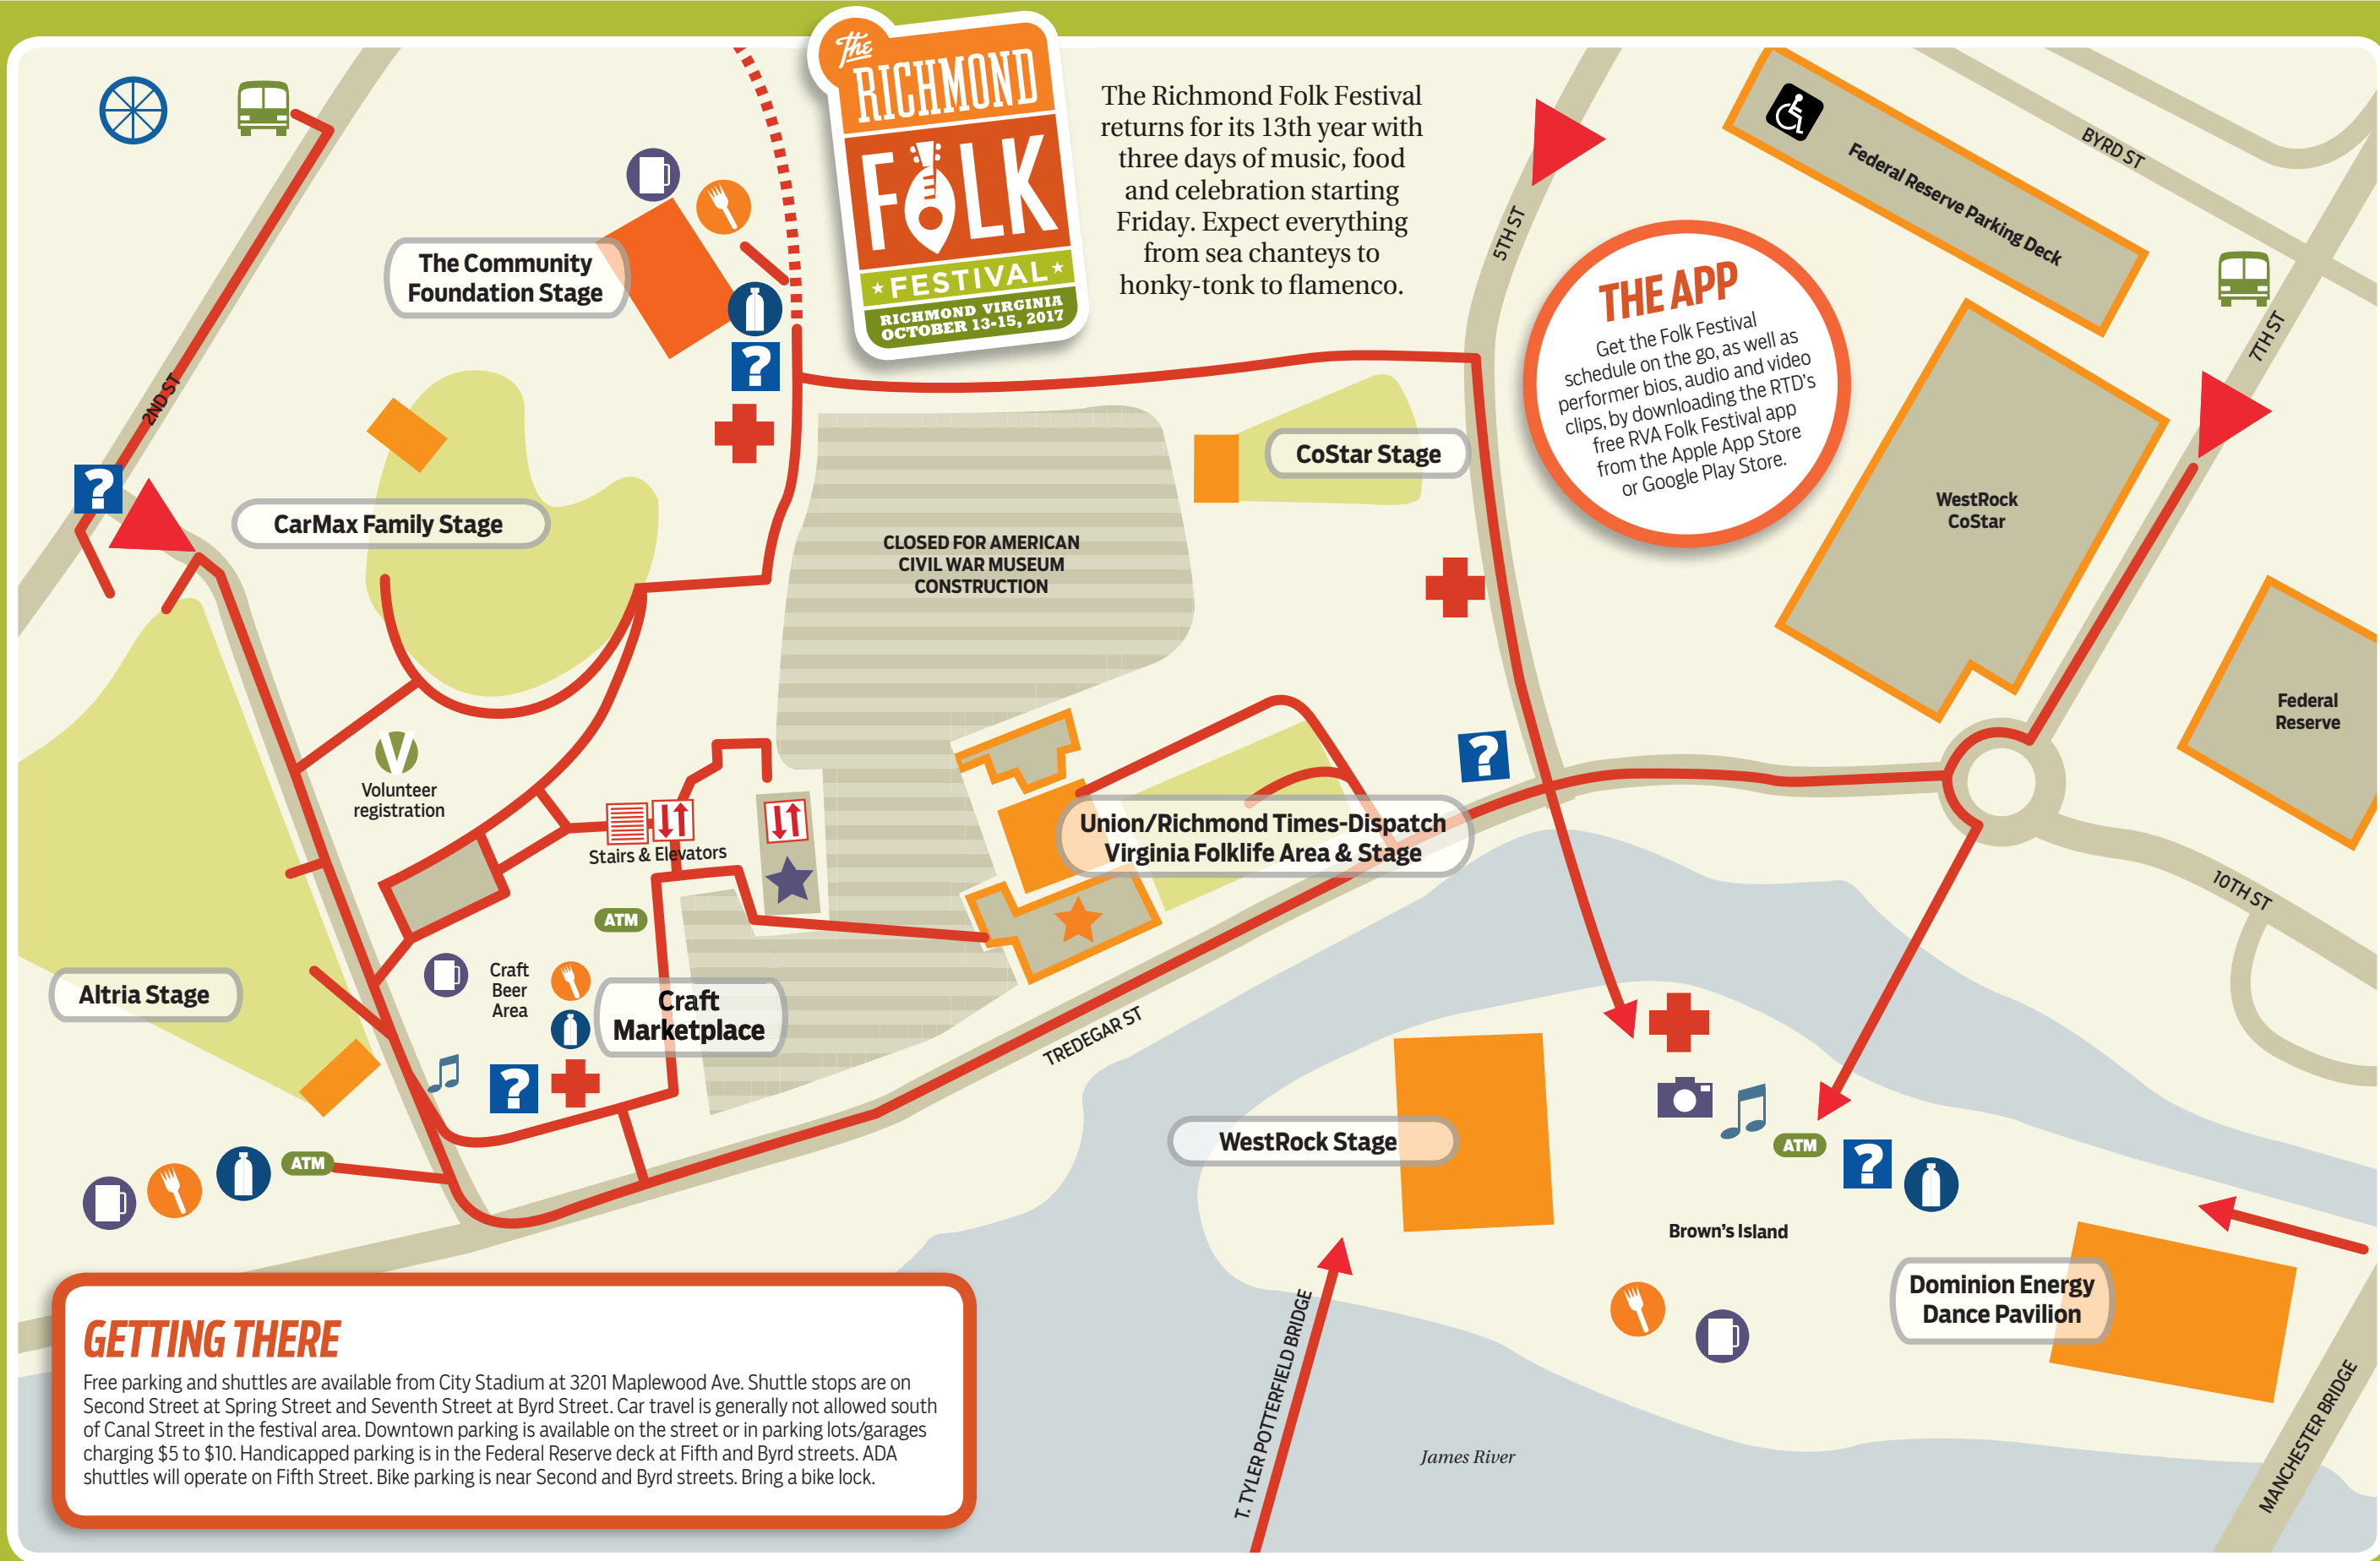 The
RICHMOND
FOLK
★FESTIVAL★
RICHMOND VIRGINIA
OCTOBER 13-15, 2017
The Richmond Folk Festival
returns for its 13th year with
three days of music, food
and celebration starting
Friday. Expect everything
from sea chanteys to
honky-tonk to flamenco.
THE APP
Get the Folk Festival
schedule on the go, as well as
performer bios, audio and video
clips, by downloading the RTD's
free RVA Folk Festival app
from the Apple App Store
or Google Play Store.
Federal Reserve Parking Deck
BYRD ST
5TH ST
7TH ST
2ND ST
The Community
Foundation Stage
?
?
CarMax Family Stage
CoStar Stage
WestRock
CoStar
CLOSED FOR AMERICAN
CIVIL WAR MUSEUM
CONSTRUCTION
Federal
Reserve
V
Volunteer
registration
?
Stairs & Elevators
Union/Richmond Times-Dispatch
Virginia Folklife Area & Stage
10TH ST
ATM
Altria Stage
Craft
Beer
Area
Craft
Marketplace
TREDEGAR ST
?
ATM
WestRock Stage
ATM
?
Brown's Island
Dominion Energy
Dance Pavilion
T. TYLER POTTERFIELD BRIDGE
MANCHESTER BRIDGE
James River
GETTING THERE
Free parking and shuttles are available from City Stadium at 3201 Maplewood Ave. Shuttle stops are on
Second Street at Spring Street and Seventh Street at Byrd Street. Car travel is generally not allowed south
of Canal Street in the festival area. Downtown parking is available on the street or in parking lots/garages
charging $5 to $10. Handicapped parking is in the Federal Reserve deck at Fifth and Byrd streets. ADA
shuttles will operate on Fifth Street. Bike parking is near Second and Byrd streets. Bring a bike lock.